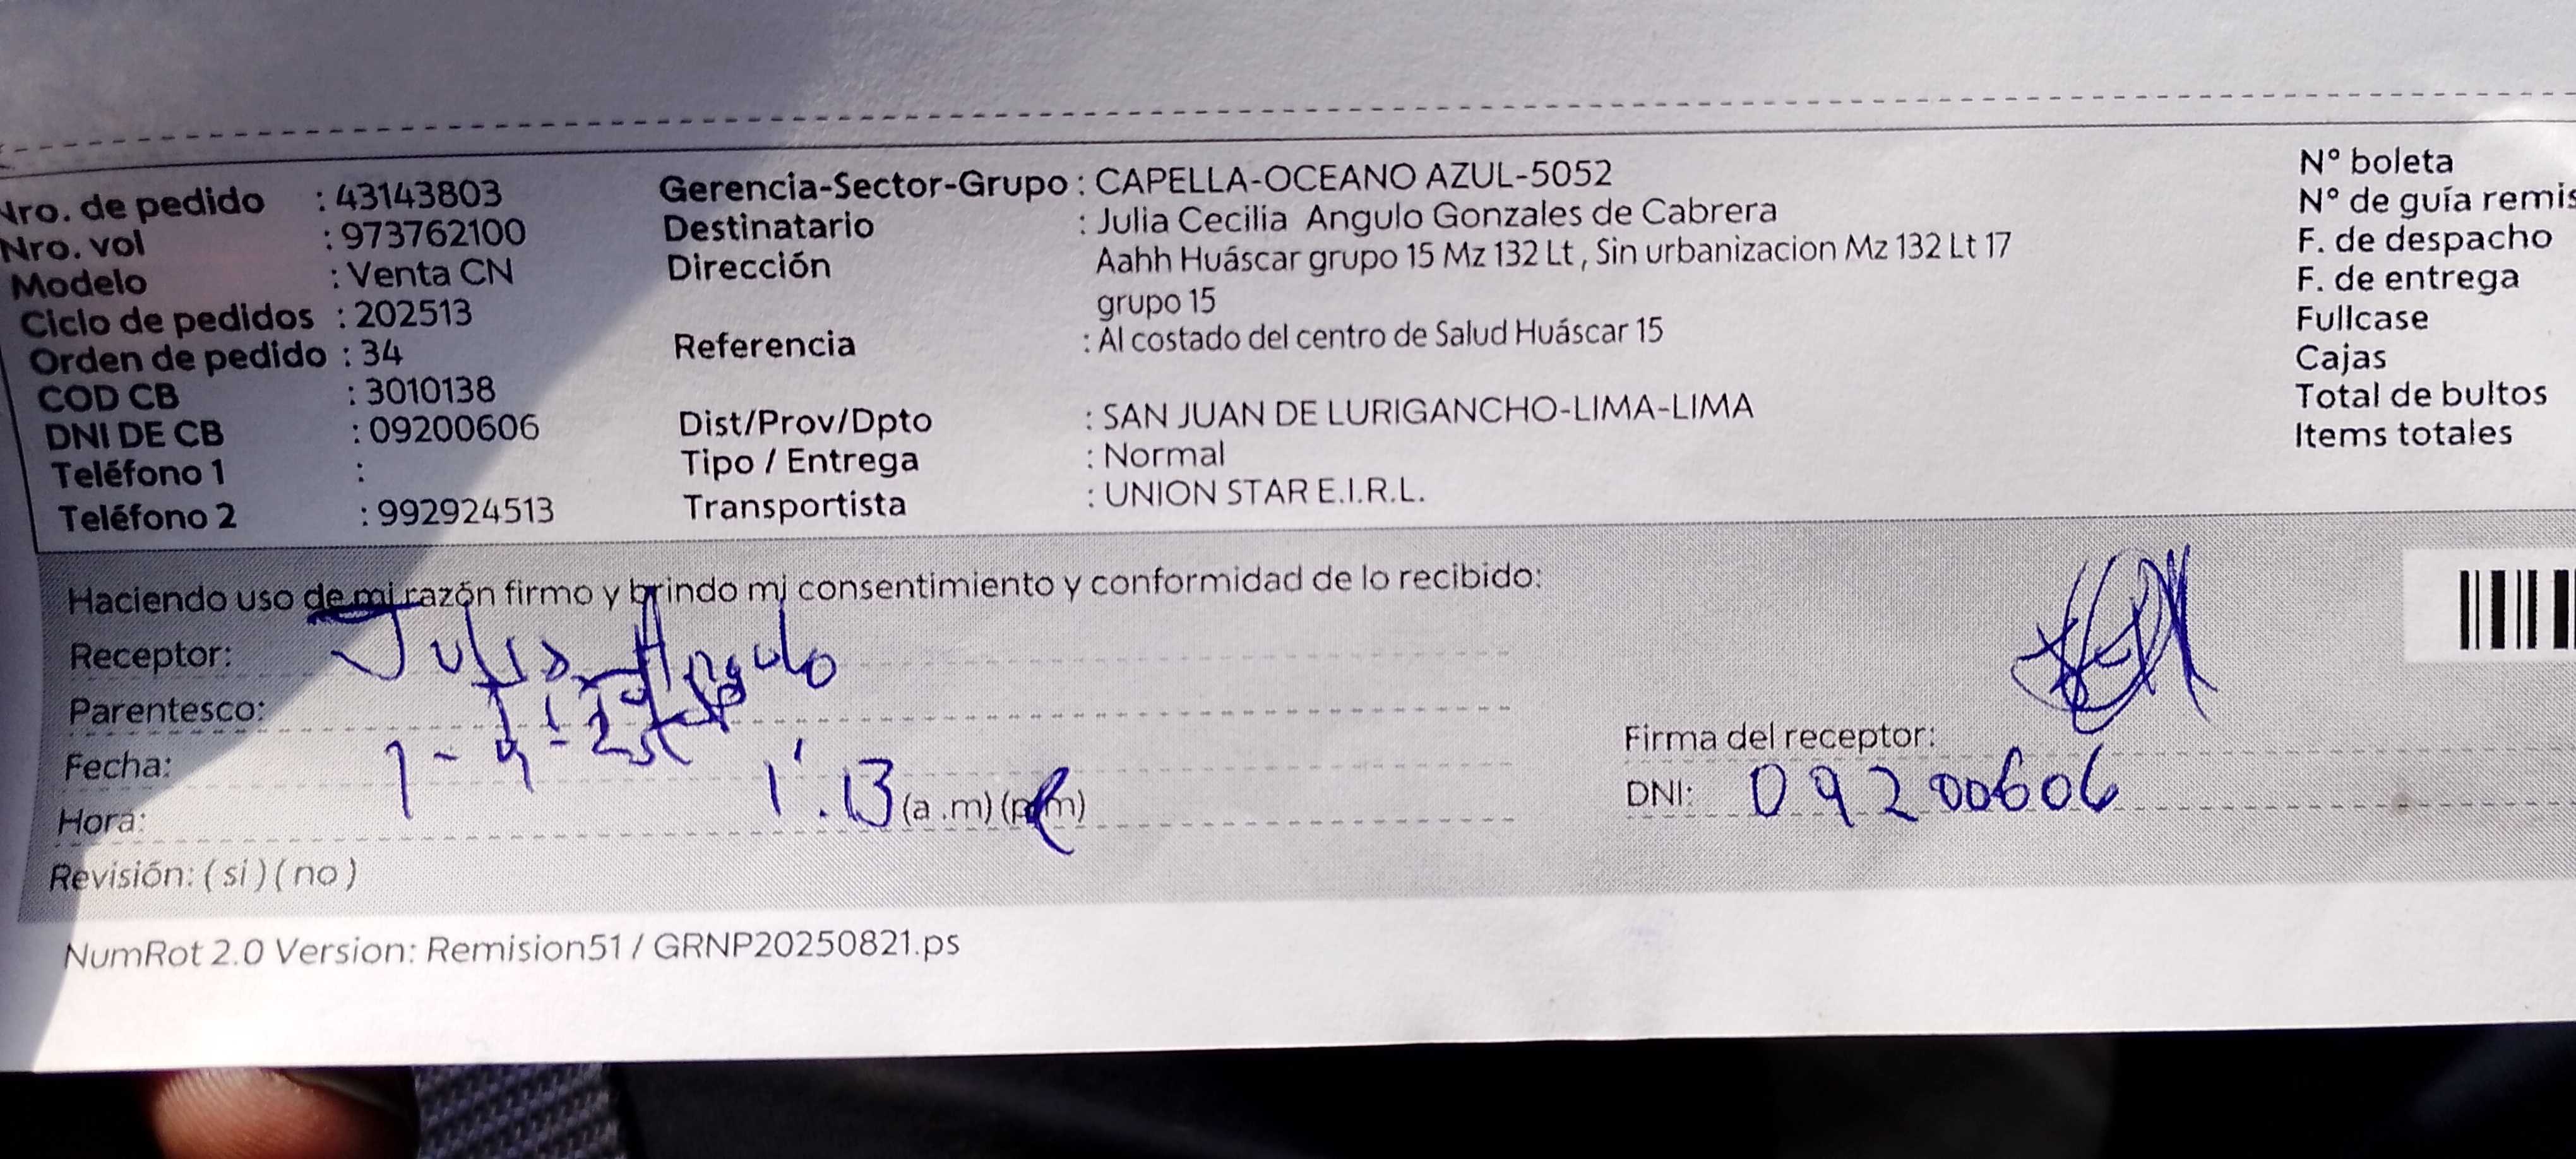 Nro. de pedido : 43143803
Nro. vol : 973762100
Modelo : Venta CN
Ciclo de pedidos : 202513
Orden de pedido : 34
COD CB : 3010138
DNI DE CB : 09200606
Teléfono 1 :
Teléfono 2 : 992924513
Gerencia-Sector-Grupo : CAPELLA-OCEANO AZUL-5052
Destinatario : Julia Cecilia Angulo Gonzales de Cabrera
Dirección Aahh Huáscar grupo 15 Mz 132 Lt , Sin urbanizacion Mz 132 Lt 17
grupo 15
Referencia : Al costado del centro de Salud Huáscar 15
Dist/Prov/Dpto : SAN JUAN DE LURIGANCHO-LIMA-LIMA
Tipo / Entrega : Normal
Transportista : UNION STAR E.I.R.L.
N° boleta
N° de guía remis
F. de despacho
F. de entrega
Fullcase
Cajas
Total de bultos
Items totales
Haciendo uso de mi razón firmo y brindo mi consentimiento y conformidad de lo recibido:
Receptor: Julia Angulo
Parentesco:
Fecha: 1-9-25
Hora: 1:13 (a.m) (p.m)
Revisión: ( si ) ( no )
Firma del receptor:
DNI: 09200606
NumRot 2.0 Version: Remision51 / GRNP20250821.ps